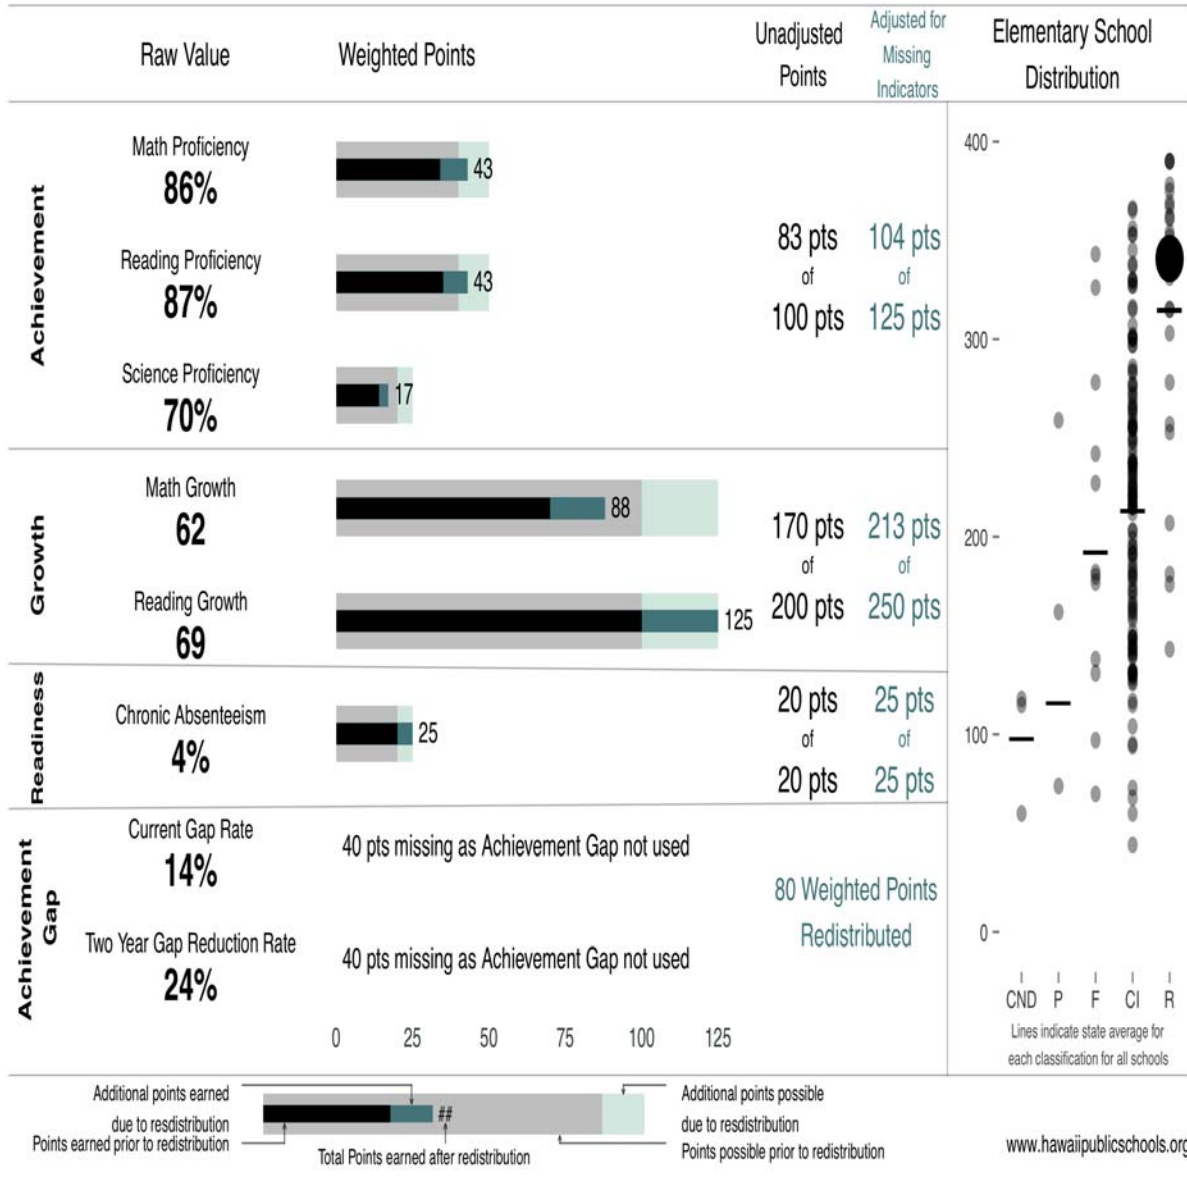 Raw Value
Weighted Points
Unadjusted
Points
Adjusted for
Missing
Indicators
Elementary School
Distribution
Achievement
Math Proficiency
86%
43
Reading Proficiency
87%
43
Science Proficiency
70%
17
83 pts
of
100 pts
104 pts
of
125 pts
Growth
Math Growth
62
88
Reading Growth
69
125
170 pts
of
200 pts
213 pts
of
250 pts
Readiness
Chronic Absenteeism
4%
25
20 pts
of
20 pts
25 pts
of
25 pts
Achievement
Gap
Current Gap Rate
14%
40 pts missing as Achievement Gap not used
Two Year Gap Reduction Rate
24%
40 pts missing as Achievement Gap not used
80 Weighted Points
Redistributed
0 25 50 75 100 125
400
300
200
100
0
CND P F CI R
Lines indicate state average for
each classification for all schools
Additional points earned
due to resdistribution
Points earned prior to redistribution
##
Total Points earned after redistribution
Additional points possible
due to resdistribution
Points possible prior to redistribution
www.hawaiipublicschools.org